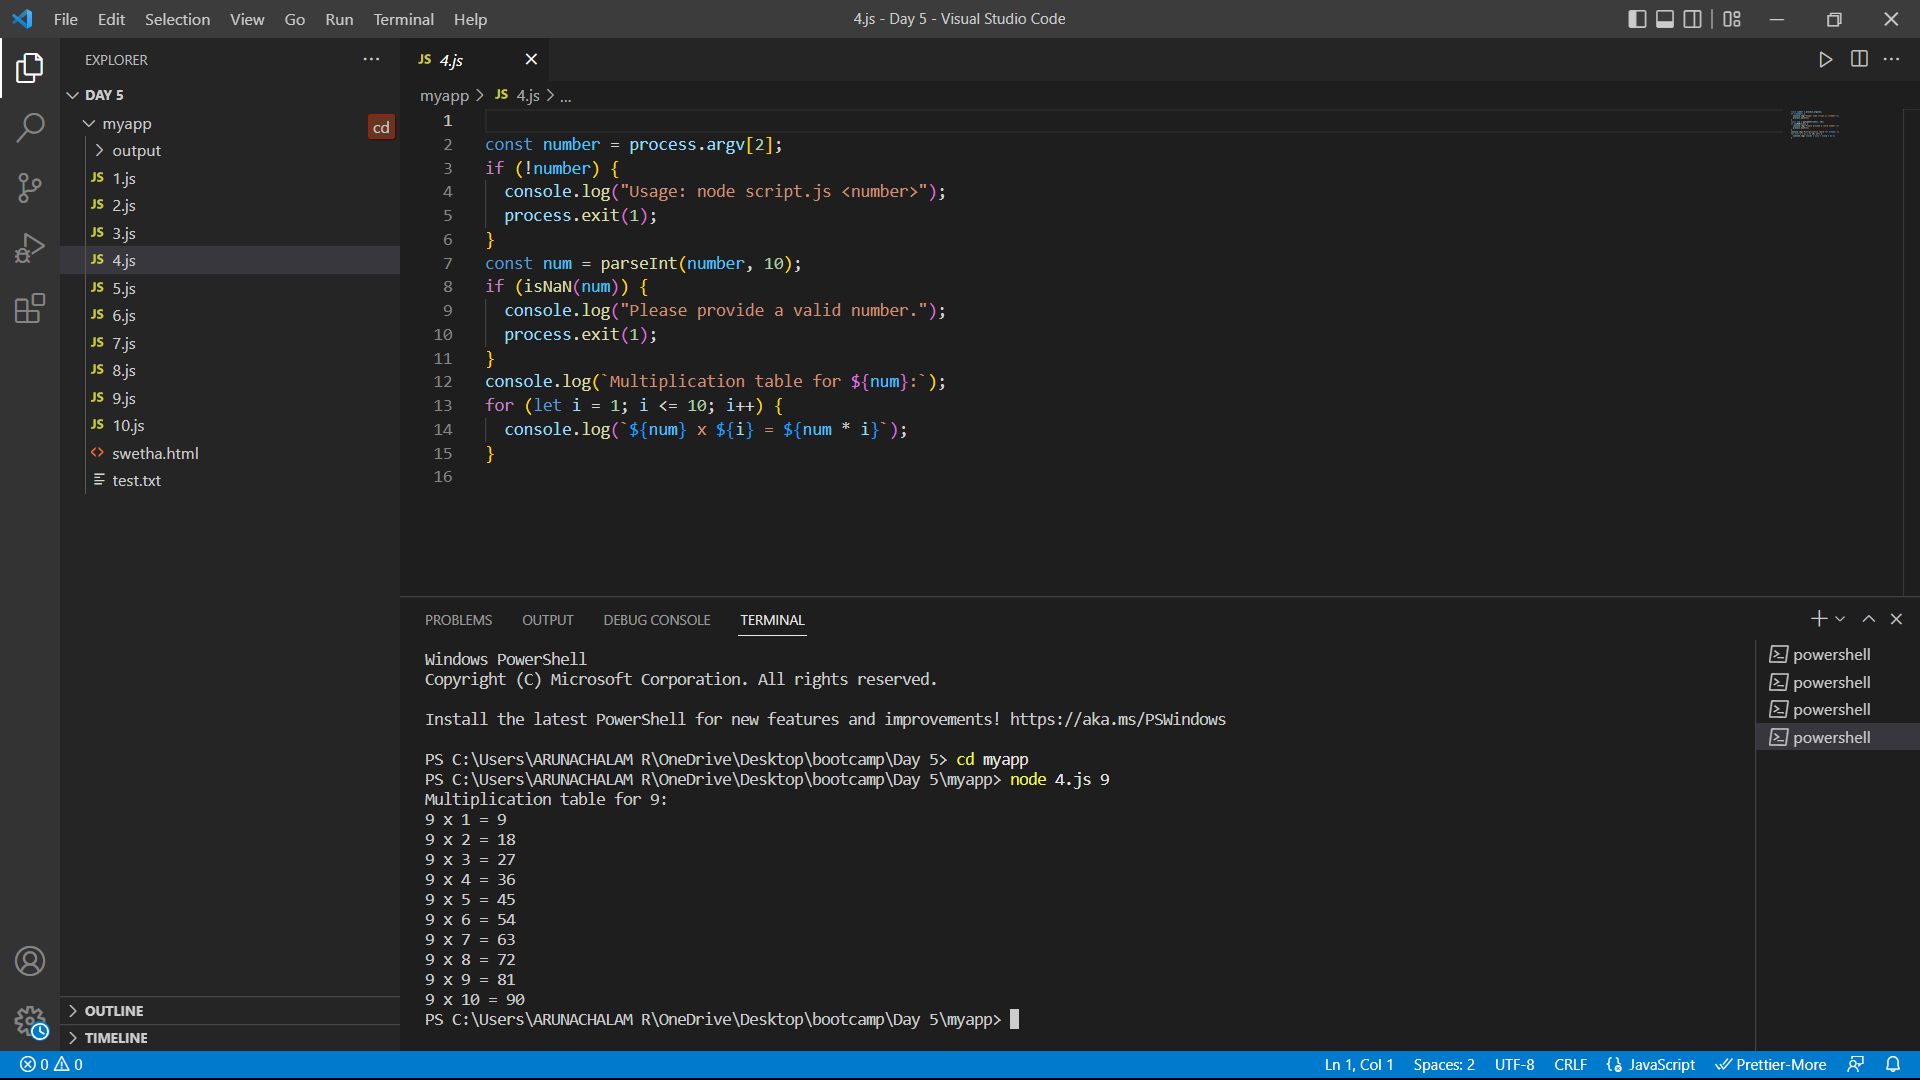 File Edit Selection View Go Run Terminal Help
4.js - Day 5 - Visual Studio Code
EXPLORER
DAY 5
myapp
cd
output
JS 1.js
JS 2.js
JS 3.js
JS 4.js
JS 5.js
JS 6.js
JS 7.js
JS 8.js
JS 9.js
JS 10.js
<> swetha.html
test.txt
OUTLINE
TIMELINE
JS 4.js
myapp > JS 4.js > ...
1
2 const number = process.argv[2];
3 if (!number) {
4   console.log("Usage: node script.js <number>");
5   process.exit(1);
6 }
7 const num = parseInt(number, 10);
8 if (isNaN(num)) {
9   console.log("Please provide a valid number.");
10   process.exit(1);
11 }
12 console.log(`Multiplication table for ${num}:`);
13 for (let i = 1; i <= 10; i++) {
14   console.log(`${num} x ${i} = ${num * i}`);
15 }
16
PROBLEMS OUTPUT DEBUG CONSOLE TERMINAL
Windows PowerShell
Copyright (C) Microsoft Corporation. All rights reserved.
Install the latest PowerShell for new features and improvements! https://aka.ms/PSWindows
PS C:\Users\ARUNACHALAM R\OneDrive\Desktop\bootcamp\Day 5> cd myapp
PS C:\Users\ARUNACHALAM R\OneDrive\Desktop\bootcamp\Day 5\myapp> node 4.js 9
Multiplication table for 9:
9 x 1 = 9
9 x 2 = 18
9 x 3 = 27
9 x 4 = 36
9 x 5 = 45
9 x 6 = 54
9 x 7 = 63
9 x 8 = 72
9 x 9 = 81
9 x 10 = 90
PS C:\Users\ARUNACHALAM R\OneDrive\Desktop\bootcamp\Day 5\myapp>
powershell
powershell
powershell
powershell
0 0
Ln 1, Col 1 Spaces: 2 UTF-8 CRLF JavaScript Prettier-More